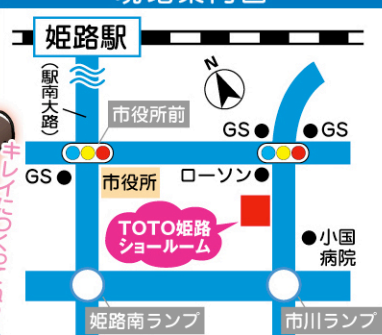 姫路駅
(駅南大路)
N
市役所前
GS
GS
GS
市役所
ローソン
TOTO姫路
ショールーム
小国
病院
姫路南ランプ
市川ランプ